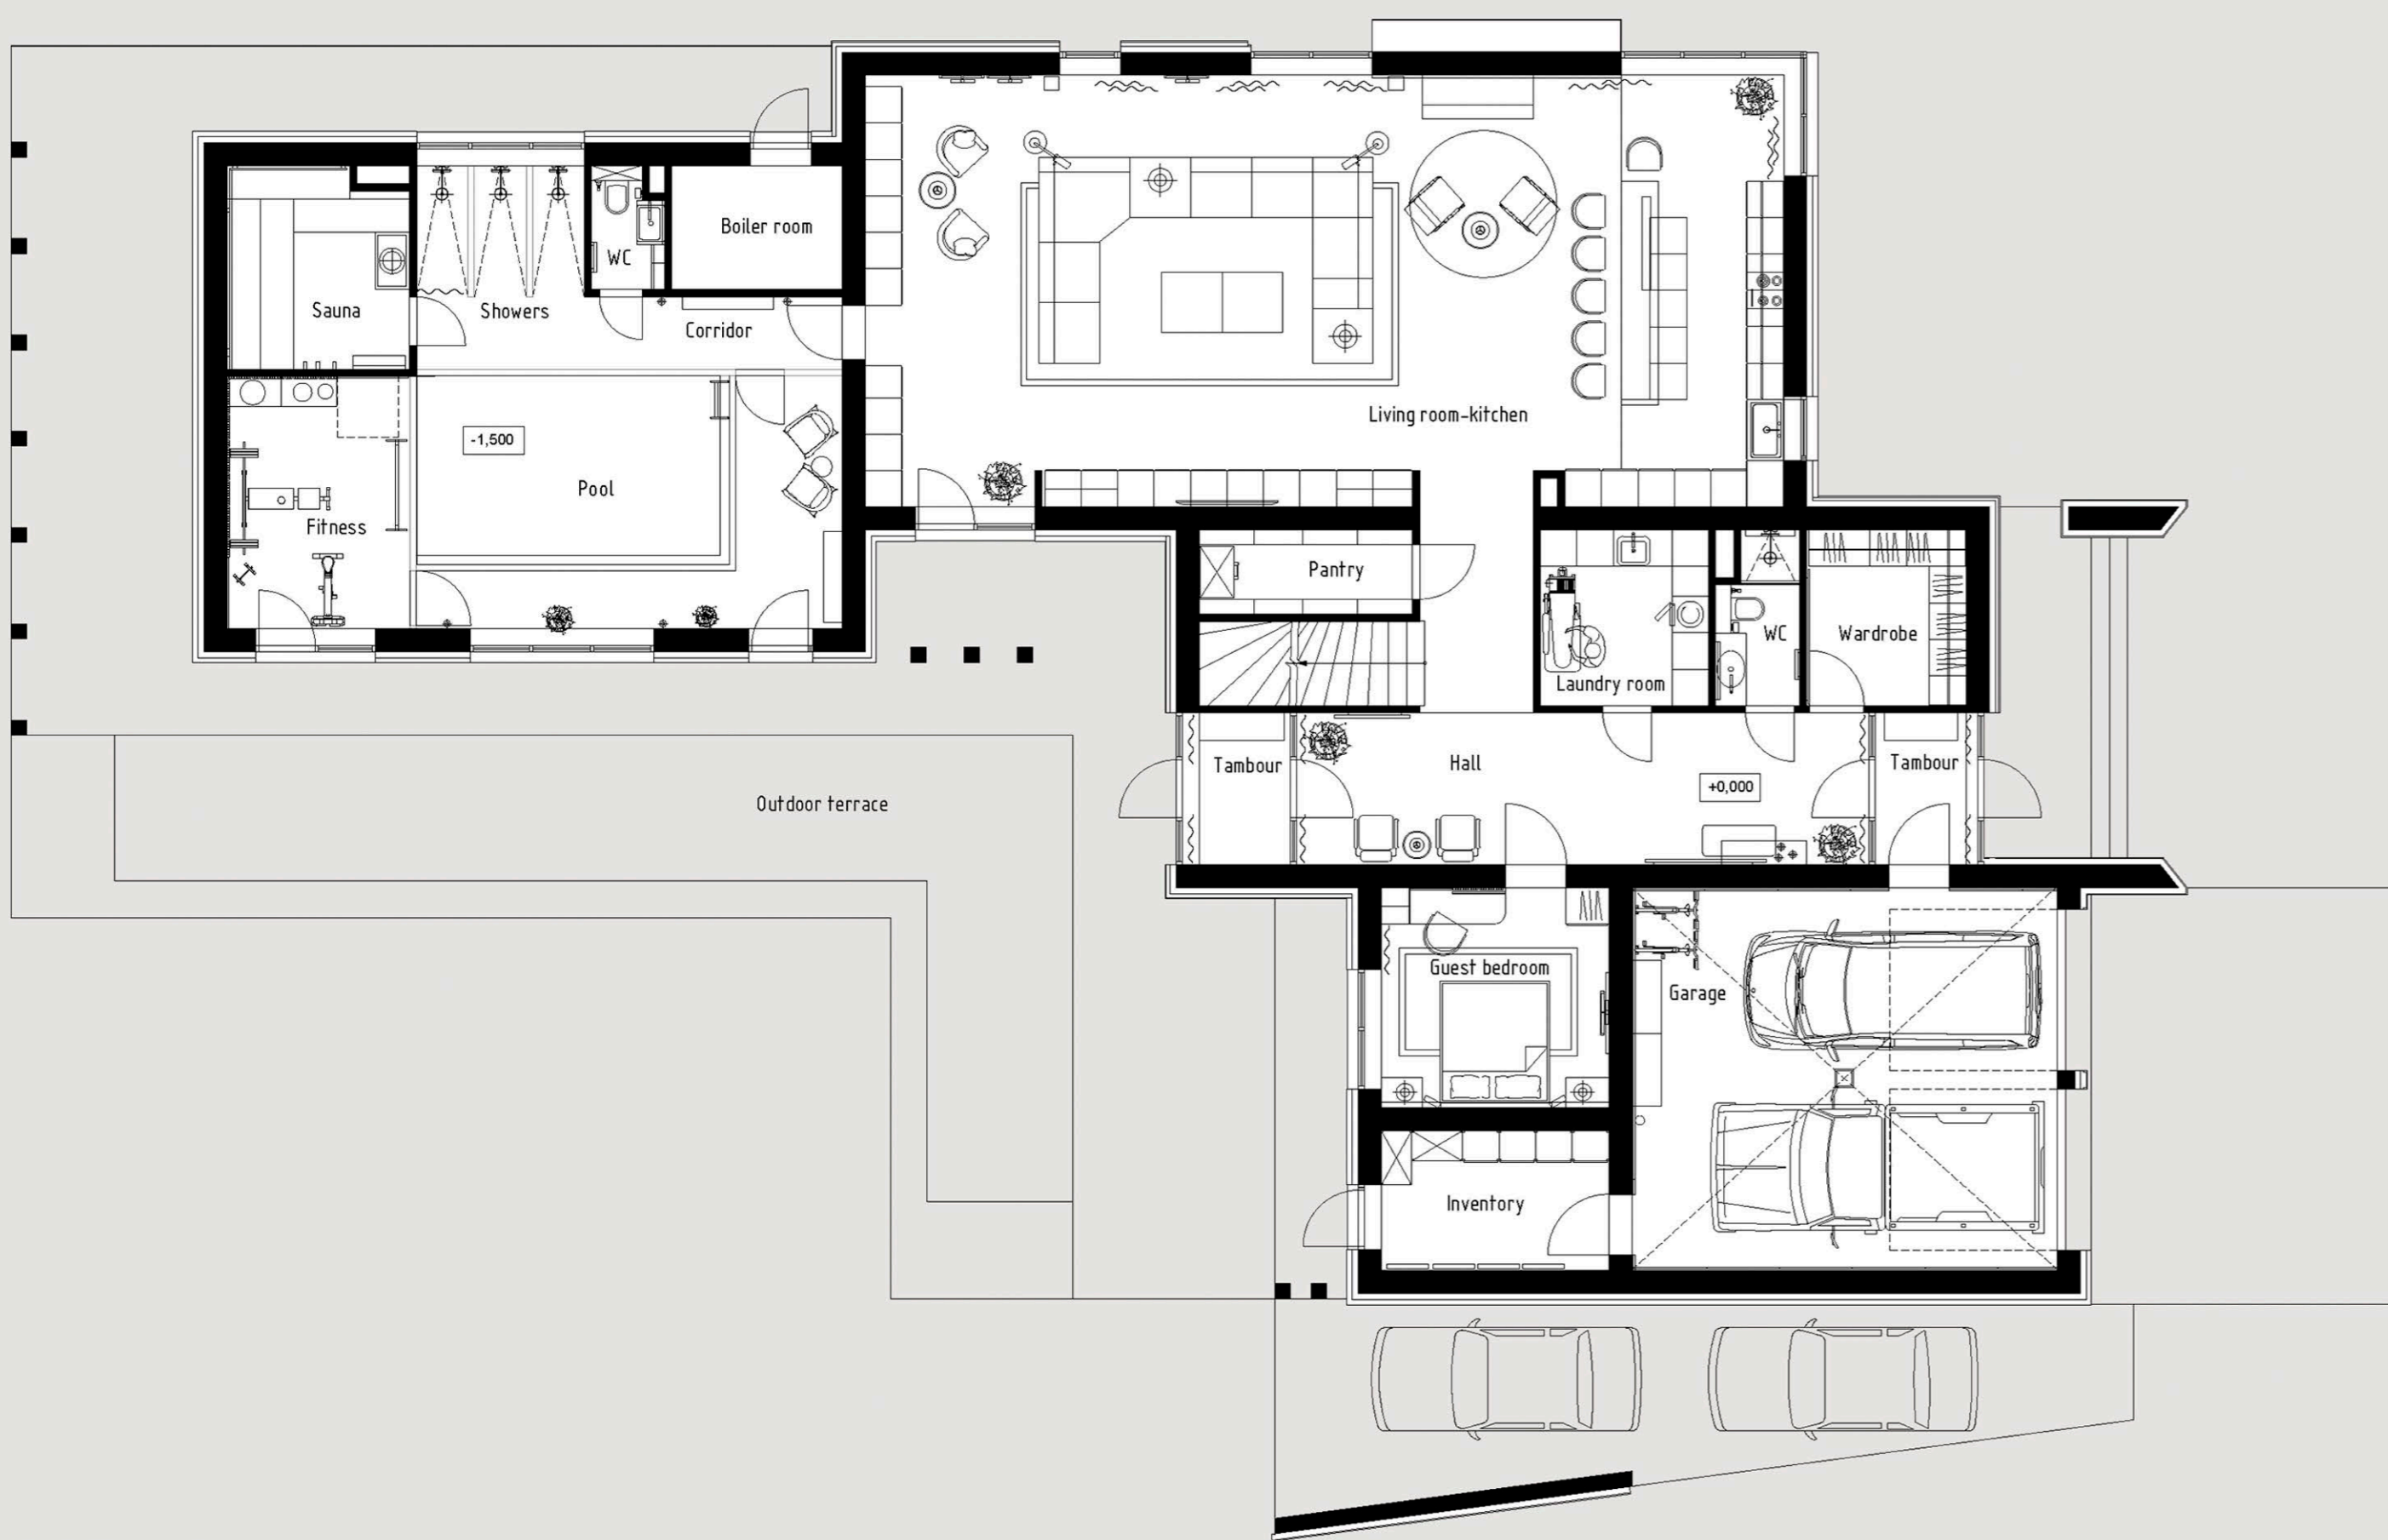 Boiler room
WC
Sauna
Showers
Corridor
Living room-kitchen
-1,500
Pool
Fitness
Pantry
WC
Wardrobe
Laundry room
Tambour
Hall
Tambour
+0,000
Outdoor terrace
Guest bedroom
Garage
Inventory